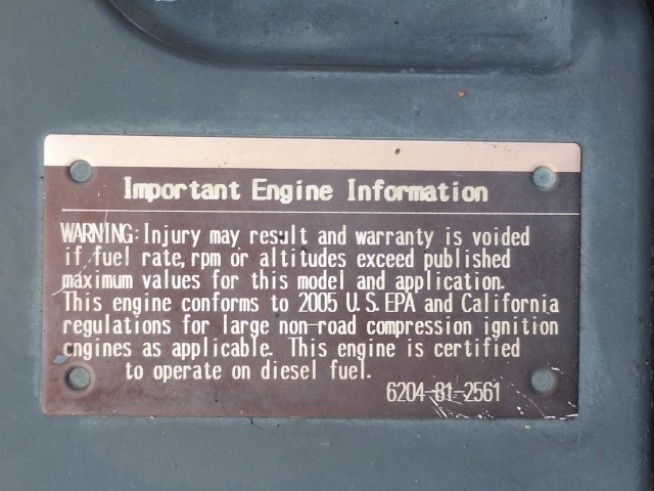 Important Engine Information
WARNING: Injury may result and warranty is voided
if fuel rate, rpm or altitudes exceed published
maximum values for this model and application.
This engine conforms to 2005 U.S. EPA and California
regulations for large non-road compression ignition
engines as applicable. This engine is certified
to operate on diesel fuel.
6204-81-2561